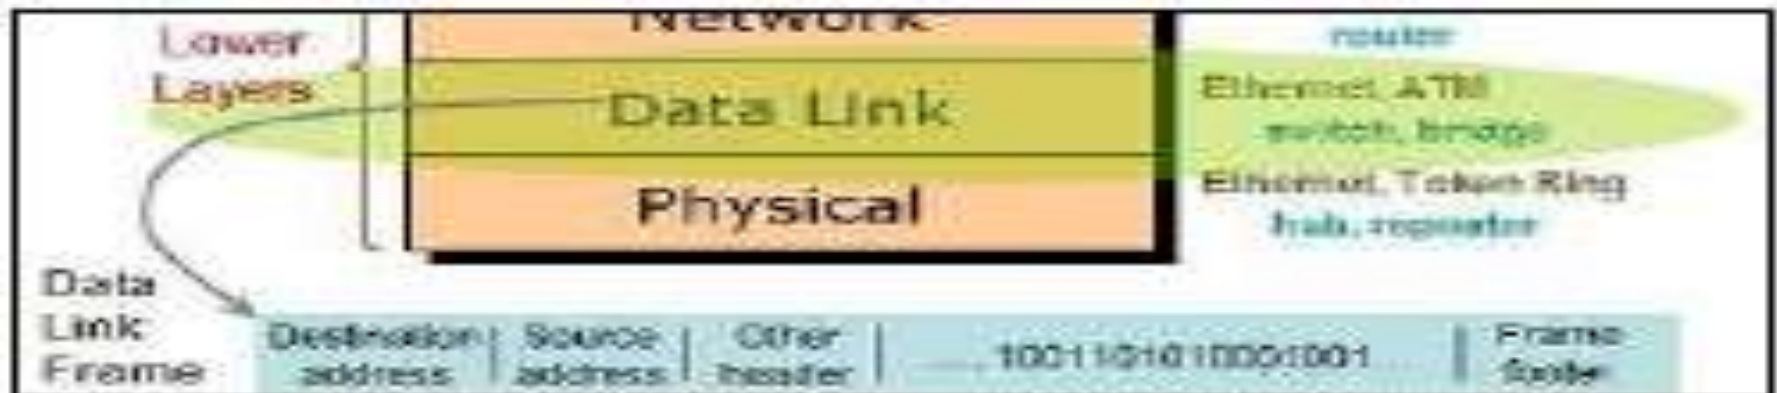 Network
router
Lower
Layers
Data Link
Ethernet, ATM
switch, bridge
Physical
Ethernet, Token Ring
hub, repeater
Data
Link
Frame
Destination
address
Source
address
Other
header
Frame
footer